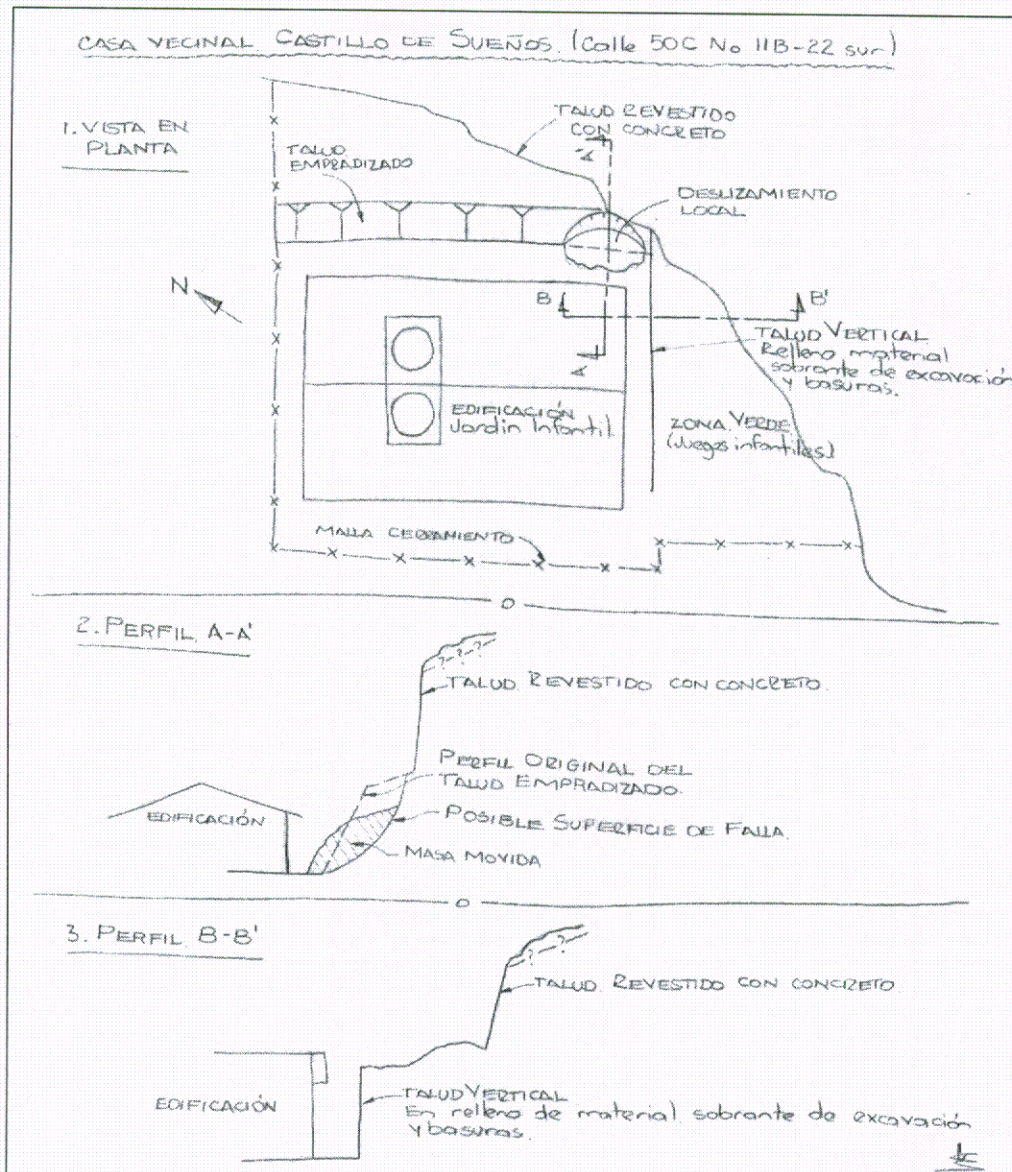 CASA VECINAL CASTILLO DE SUEÑOS. (Calle 50C No 11B-22 sur)
1. VISTA EN
PLANTA
TALUD REVESTIDO
CON CONCRETO
TALUD
EMPRADIZADO
DESLIZAMIENTO
LOCAL
A'
N
B
B'
A
TALUD VERTICAL
Relleno material
sobrante de excavación
y basuras.
EDIFICACIÓN
Jardin Infantil
ZONA VERDE
(Juegos infantiles)
MALLA CERRAMIENTO
2. PERFIL A-A'
TALUD REVESTIDO CON CONCRETO.
PERFIL ORIGINAL DEL
TALUD EMPRADIZADO.
EDIFICACIÓN
POSIBLE SUPERFICIE DE FALLA.
MASA MOVIDA
3. PERFIL B-B'
TALUD REVESTIDO CON CONCRETO
EDIFICACIÓN
TALUD VERTICAL
En relleno de material sobrante de excavación
y basuras.